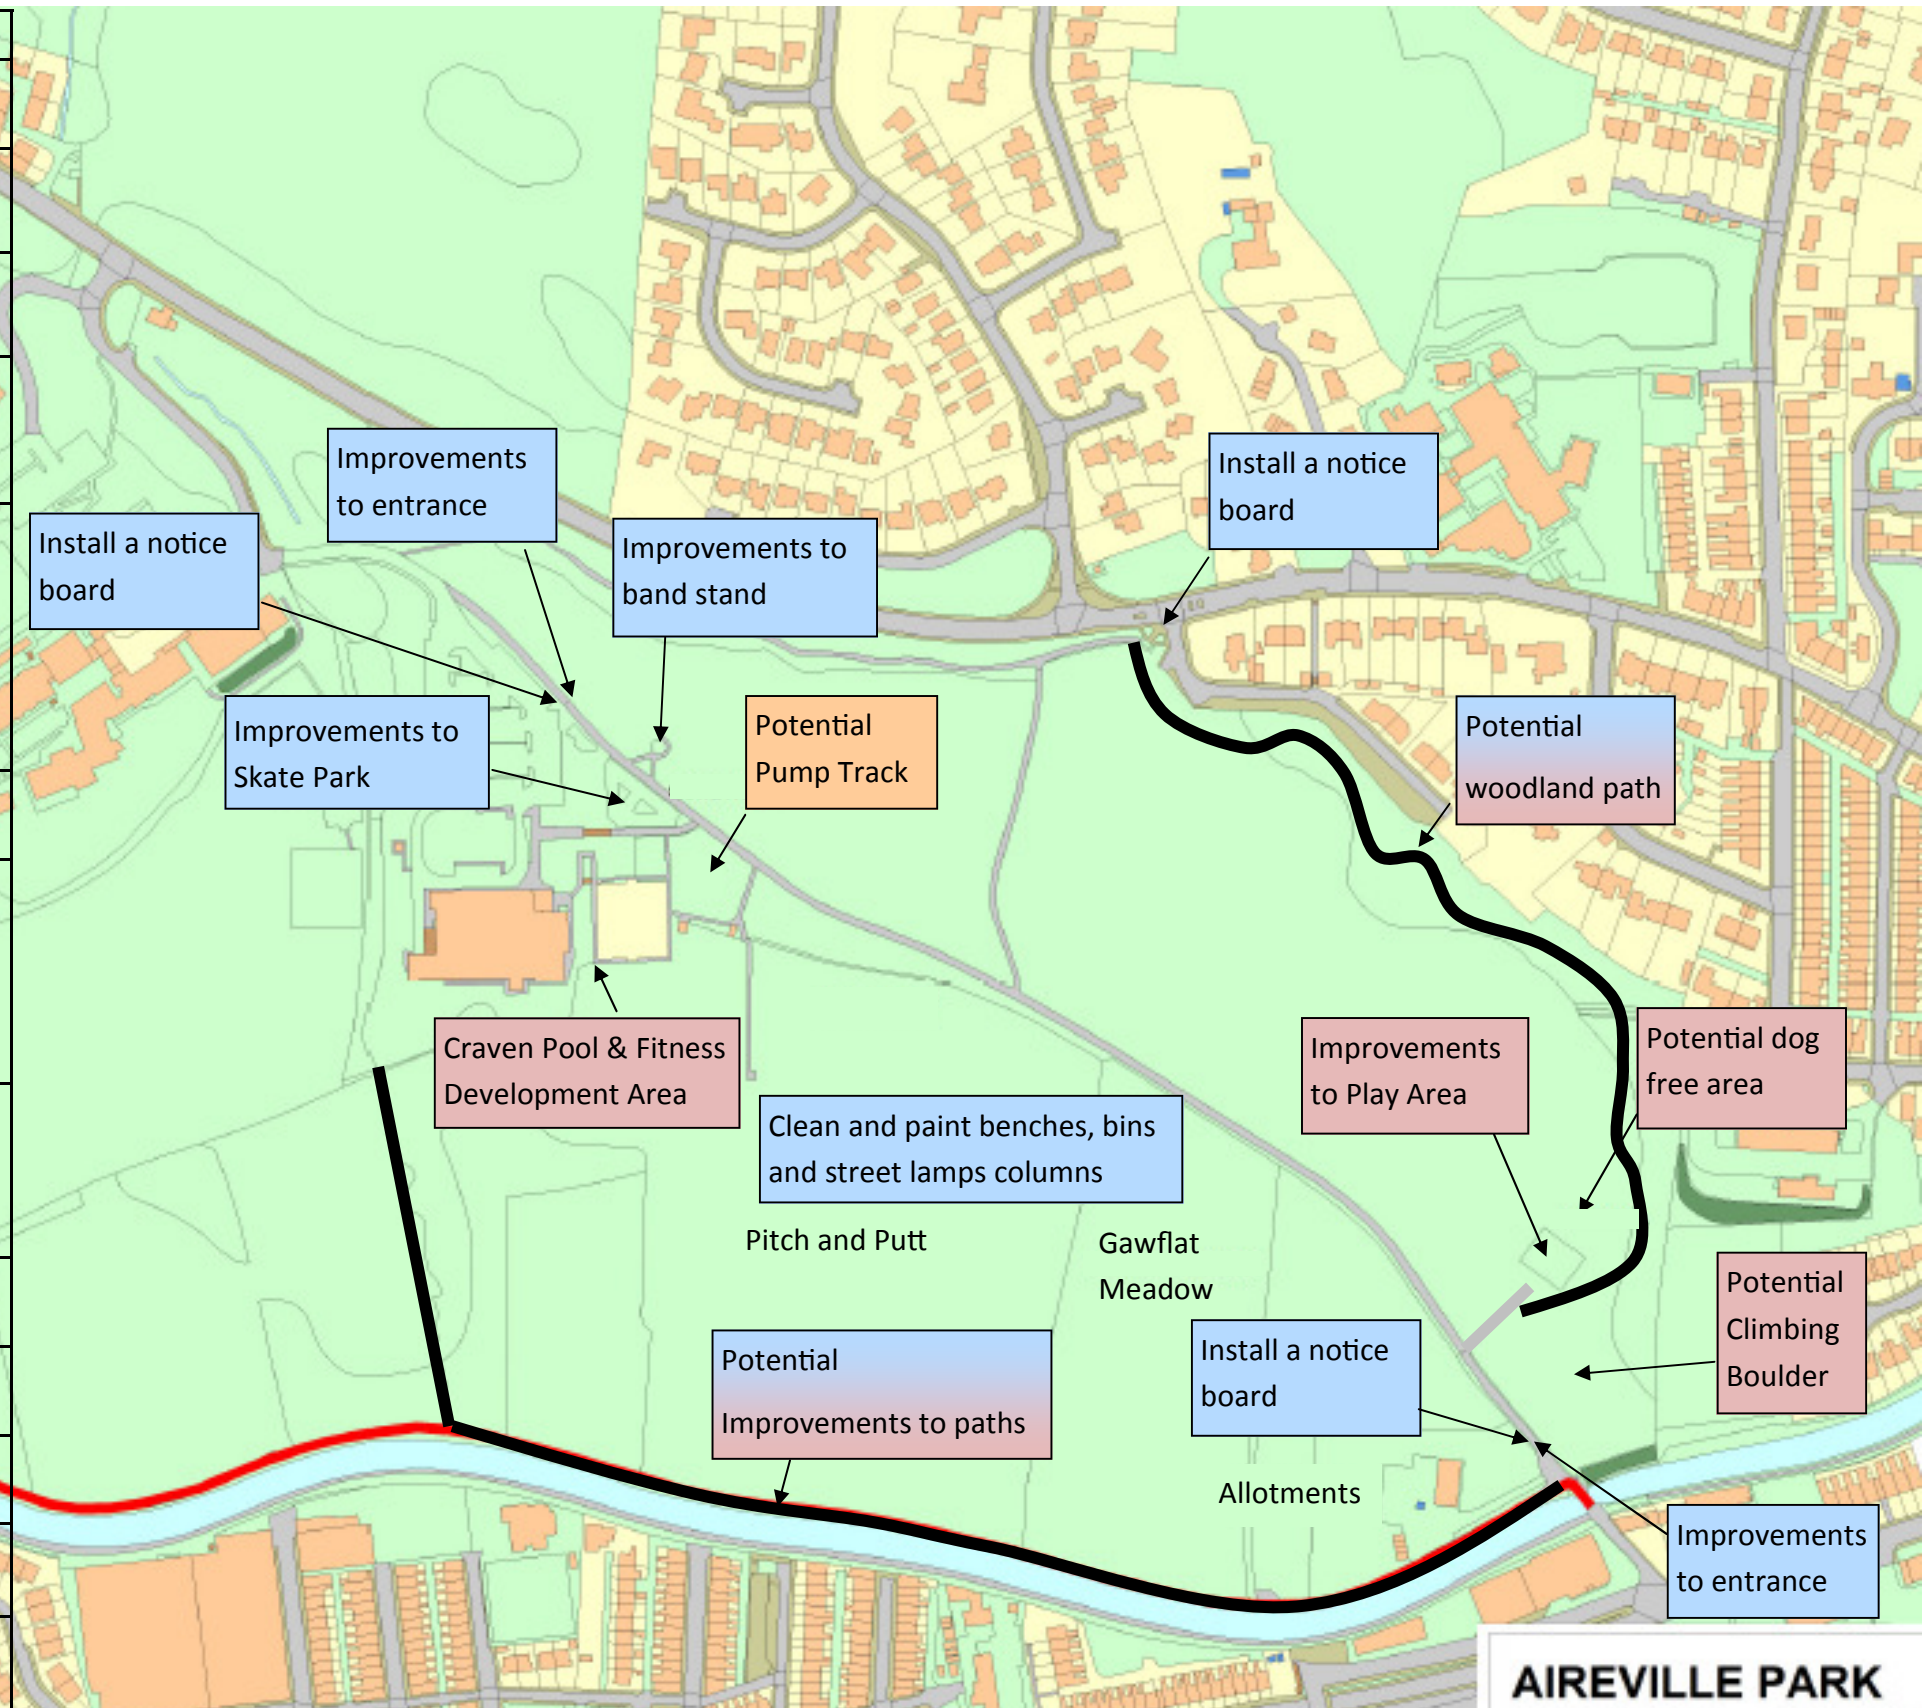 Improvements
to entrance
Install a notice
board
Install a notice
board
Improvements to
band stand
Improvements to
Skate Park
Potential
Pump Track
Potential
woodland path
Craven Pool & Fitness
Development Area
Improvements
to Play Area
Potential dog
free area
Clean and paint benches, bins
and street lamps columns
Pitch and Putt
Gawflat
Meadow
Potential
Climbing
Boulder
Potential
Improvements to paths
Install a notice
board
Allotments
Improvements
to entrance
AIREVILLE PARK